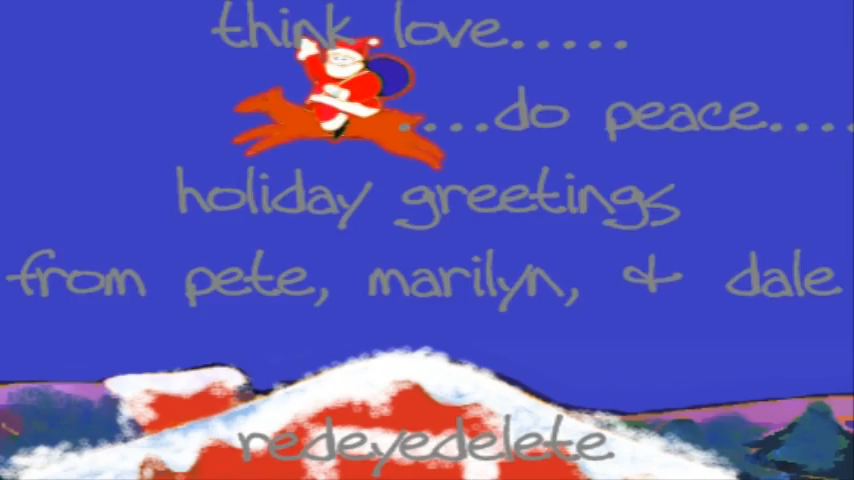 think love.....
....do peace....
holiday greetings
from pete, marilyn, & dale
redeyedelete